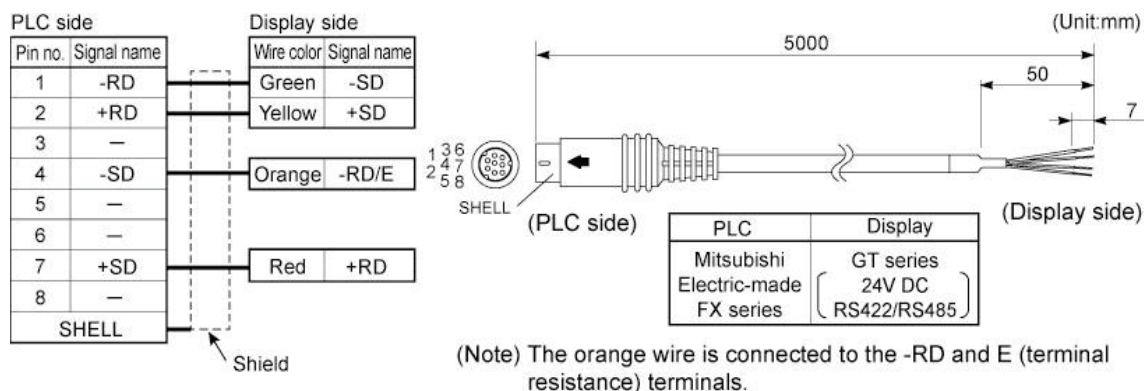 PLC side
Display side
Pin no. Signal name
Wire color Signal name
1 -RD Green -SD
2 +RD Yellow +SD
3 —
4 -SD Orange -RD/E
5 —
6 —
7 +SD Red +RD
8 —
SHELL
Shield
(Unit:mm)
5000
50
7
1 3 6
4 7
2 5 8
SHELL
(PLC side)
(Display side)
PLC Display
Mitsubishi GT series
Electric-made 24V DC
FX series RS422/RS485
(Note) The orange wire is connected to the -RD and E (terminal
resistance) terminals.